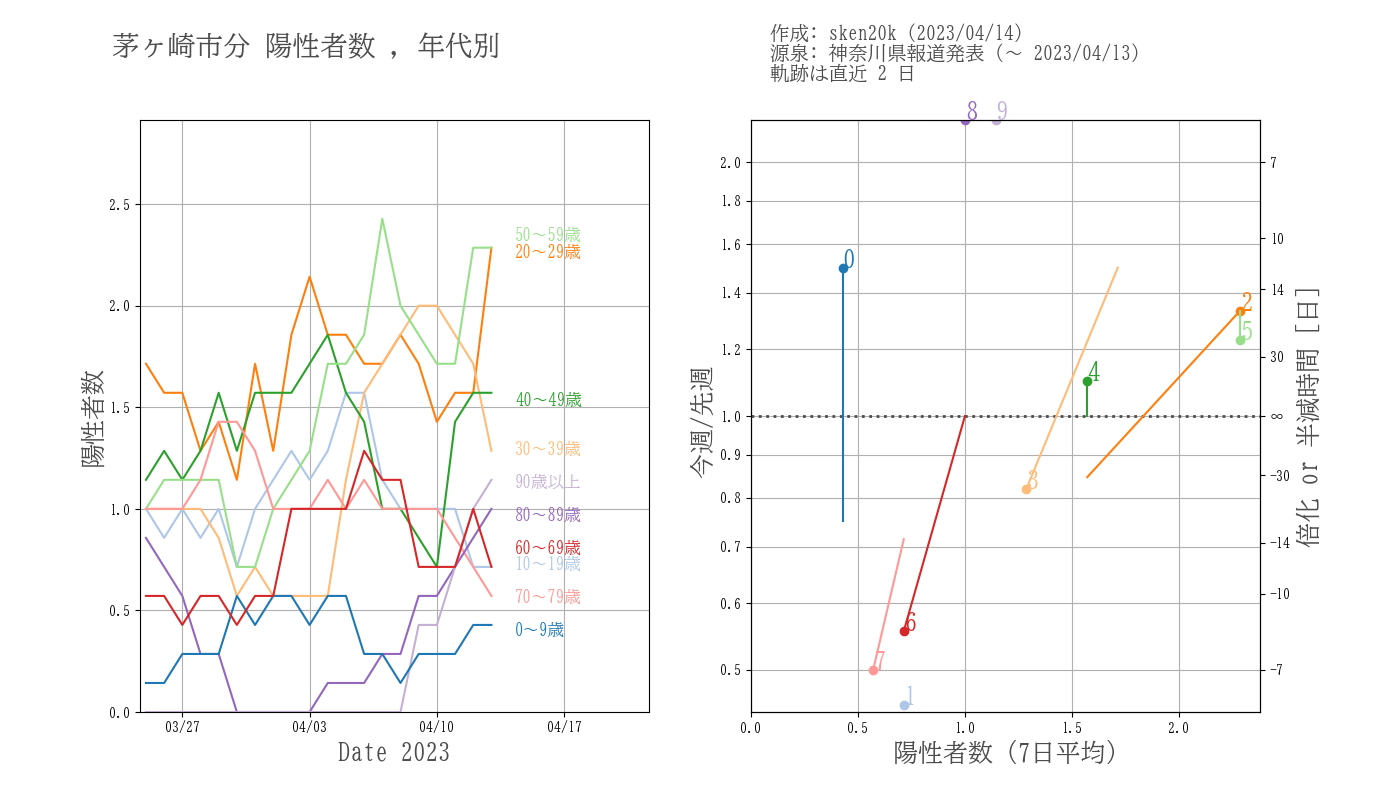 茅ヶ崎市分 陽性者数 , 年代別
作成: sken20k (2023/04/14)
源泉: 神奈川県報道発表 (〜 2023/04/13)
軌跡は直近 2 日
陽性者数
2.5
2.0
1.5
1.0
0.5
0.0
03/27
04/03
04/10
04/17
Date 2023
50〜59歳
20〜29歳
40〜49歳
30〜39歳
90歳以上
80〜89歳
60〜69歳
10〜19歳
70〜79歳
0〜9歳
今週/先週
2.0
1.8
1.6
1.4
1.2
1.0
0.9
0.8
0.7
0.6
0.5
8
9
0
2
5
4
3
6
7
1
7
10
14
30
∞
−30
−14
−10
−7
倍化 or 半減時間 [日]
0.0
0.5
1.0
1.5
2.0
陽性者数 (7日平均)